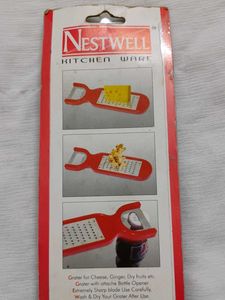 NESTWELL
KITCHEN WARE
Grater for Cheese, Ginger, Dry fruits etc.
Grater with attache Bottle Opener
Extremely Sharp blade Use Carefully,
Wash & Dry Your Grater After Use